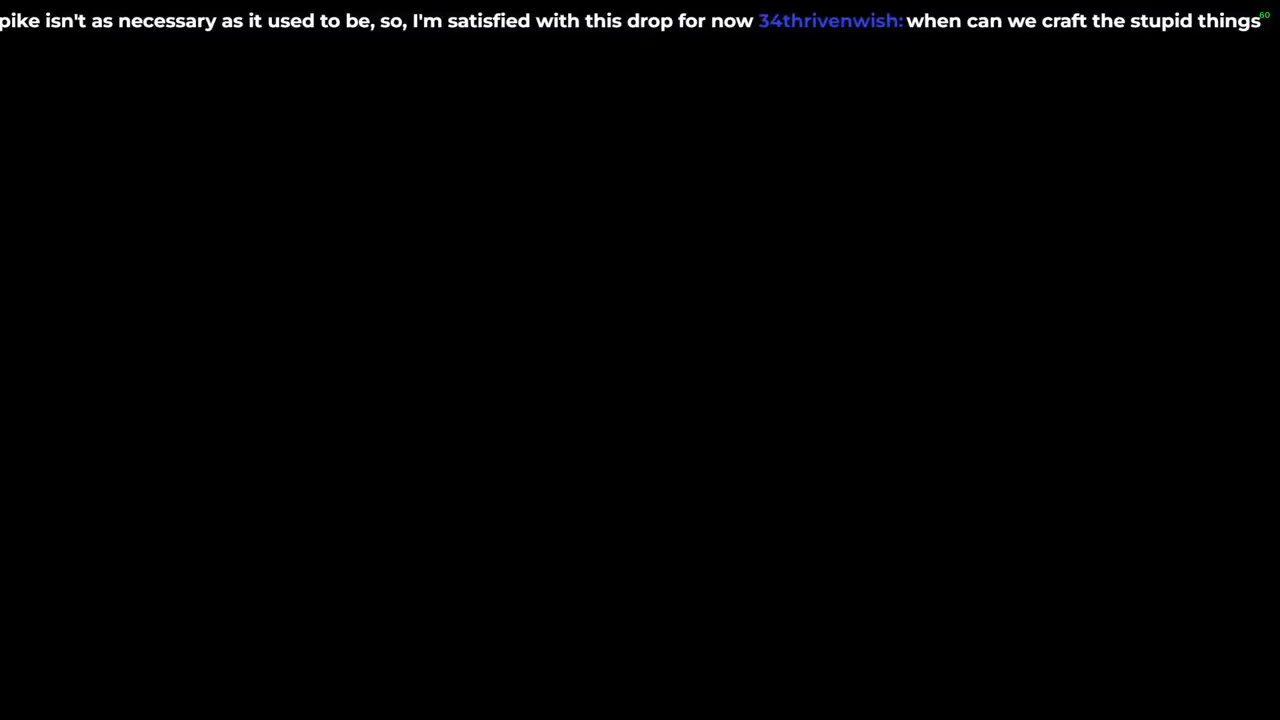 pike isn't as necessary as it used to be, so, I'm satisfied with this drop for now 34thrivenwish: when can we craft the stupid things
60